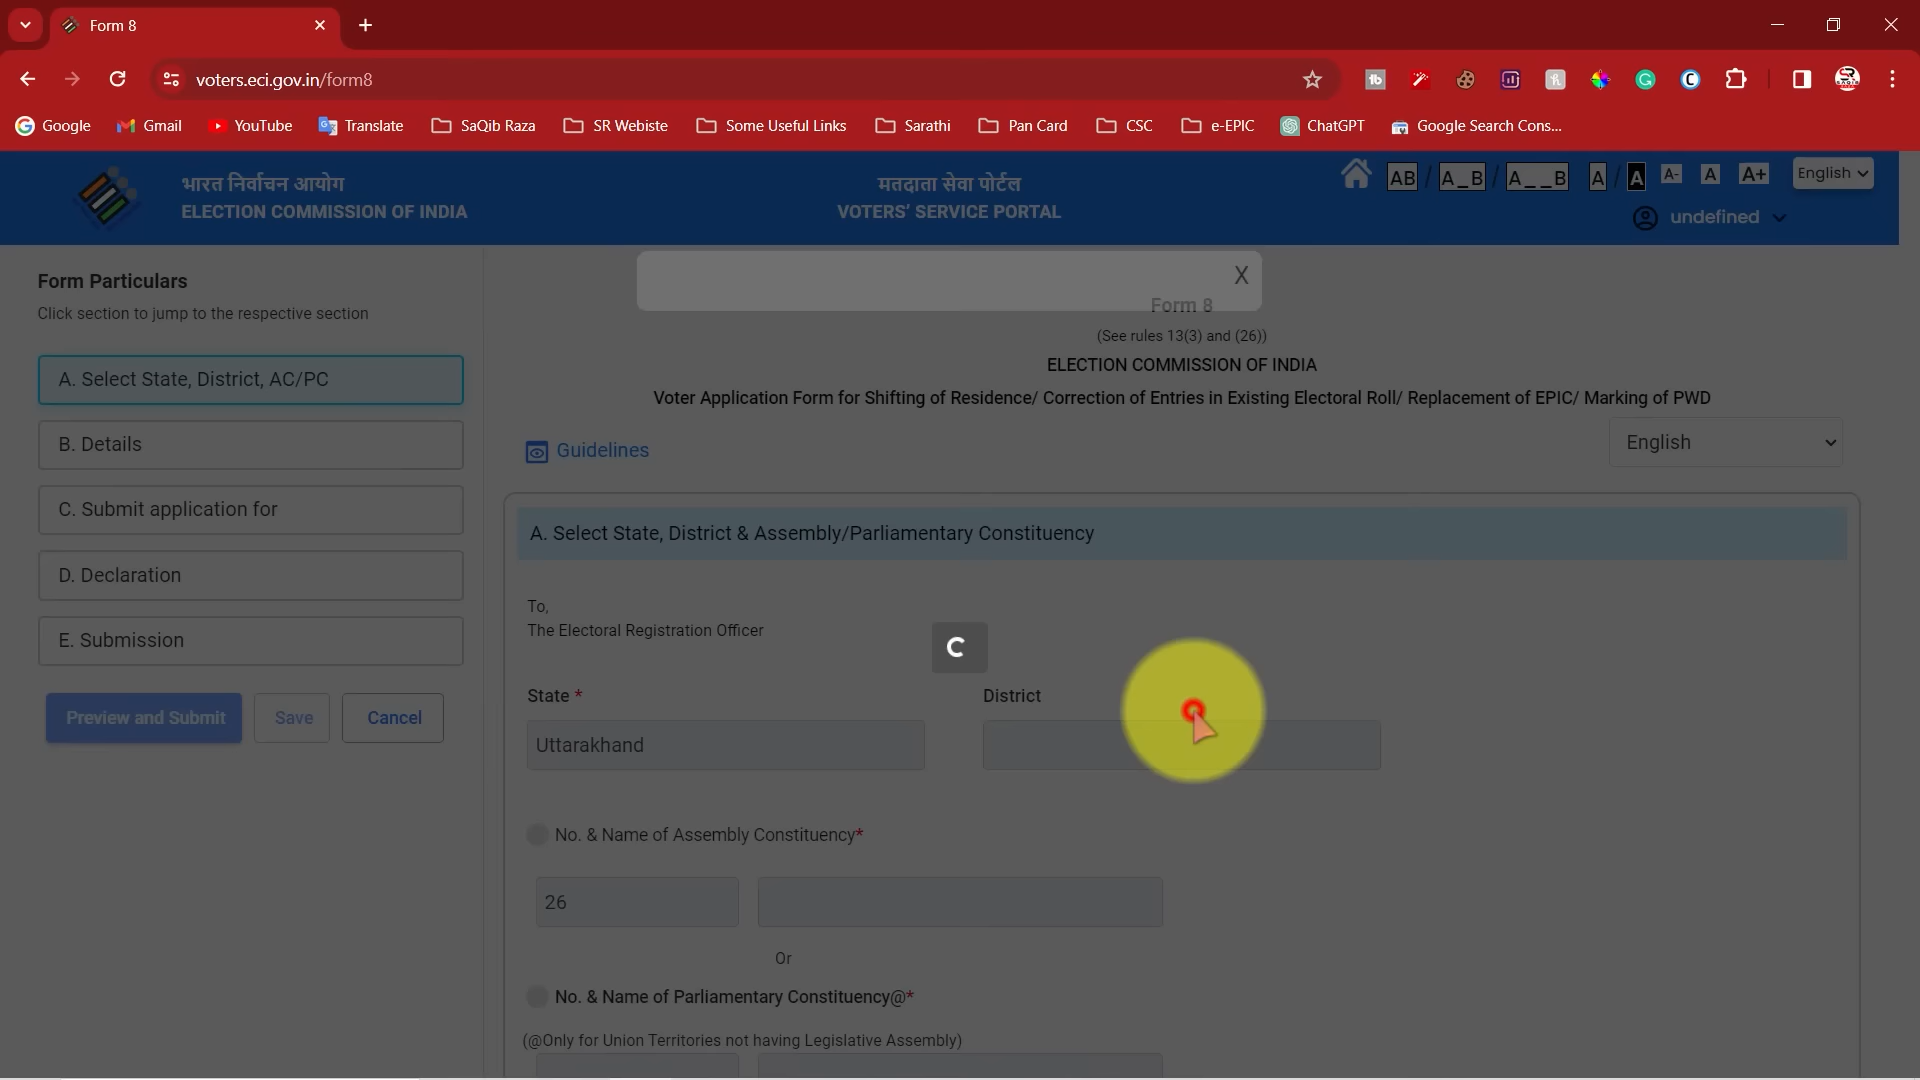 Form 8
voters.eci.gov.in/form8
Google
Gmail
YouTube
Translate
SaQib Raza
SR Webiste
Some Useful Links
Sarathi
Pan Card
CSC
e-EPIC
ChatGPT
Google Search Cons...
भारत निर्वाचन आयोग
ELECTION COMMISSION OF INDIA
मतदाता सेवा पोर्टल
VOTERS' SERVICE PORTAL
AB / A_B / A__B A / A A- A A+ English
undefined
Form Particulars
Click section to jump to the respective section
A. Select State, District, AC/PC
B. Details
C. Submit application for
D. Declaration
E. Submission
Preview and Submit
Save
Cancel
X
Form 8
(See rules 13(3) and (26))
ELECTION COMMISSION OF INDIA
Voter Application Form for Shifting of Residence/ Correction of Entries in Existing Electoral Roll/ Replacement of EPIC/ Marking of PWD
Guidelines
English
A. Select State, District & Assembly/Parliamentary Constituency
To,
The Electoral Registration Officer
State *
District
Uttarakhand
No. & Name of Assembly Constituency*
26
Or
No. & Name of Parliamentary Constituency@*
(@Only for Union Territories not having Legislative Assembly)